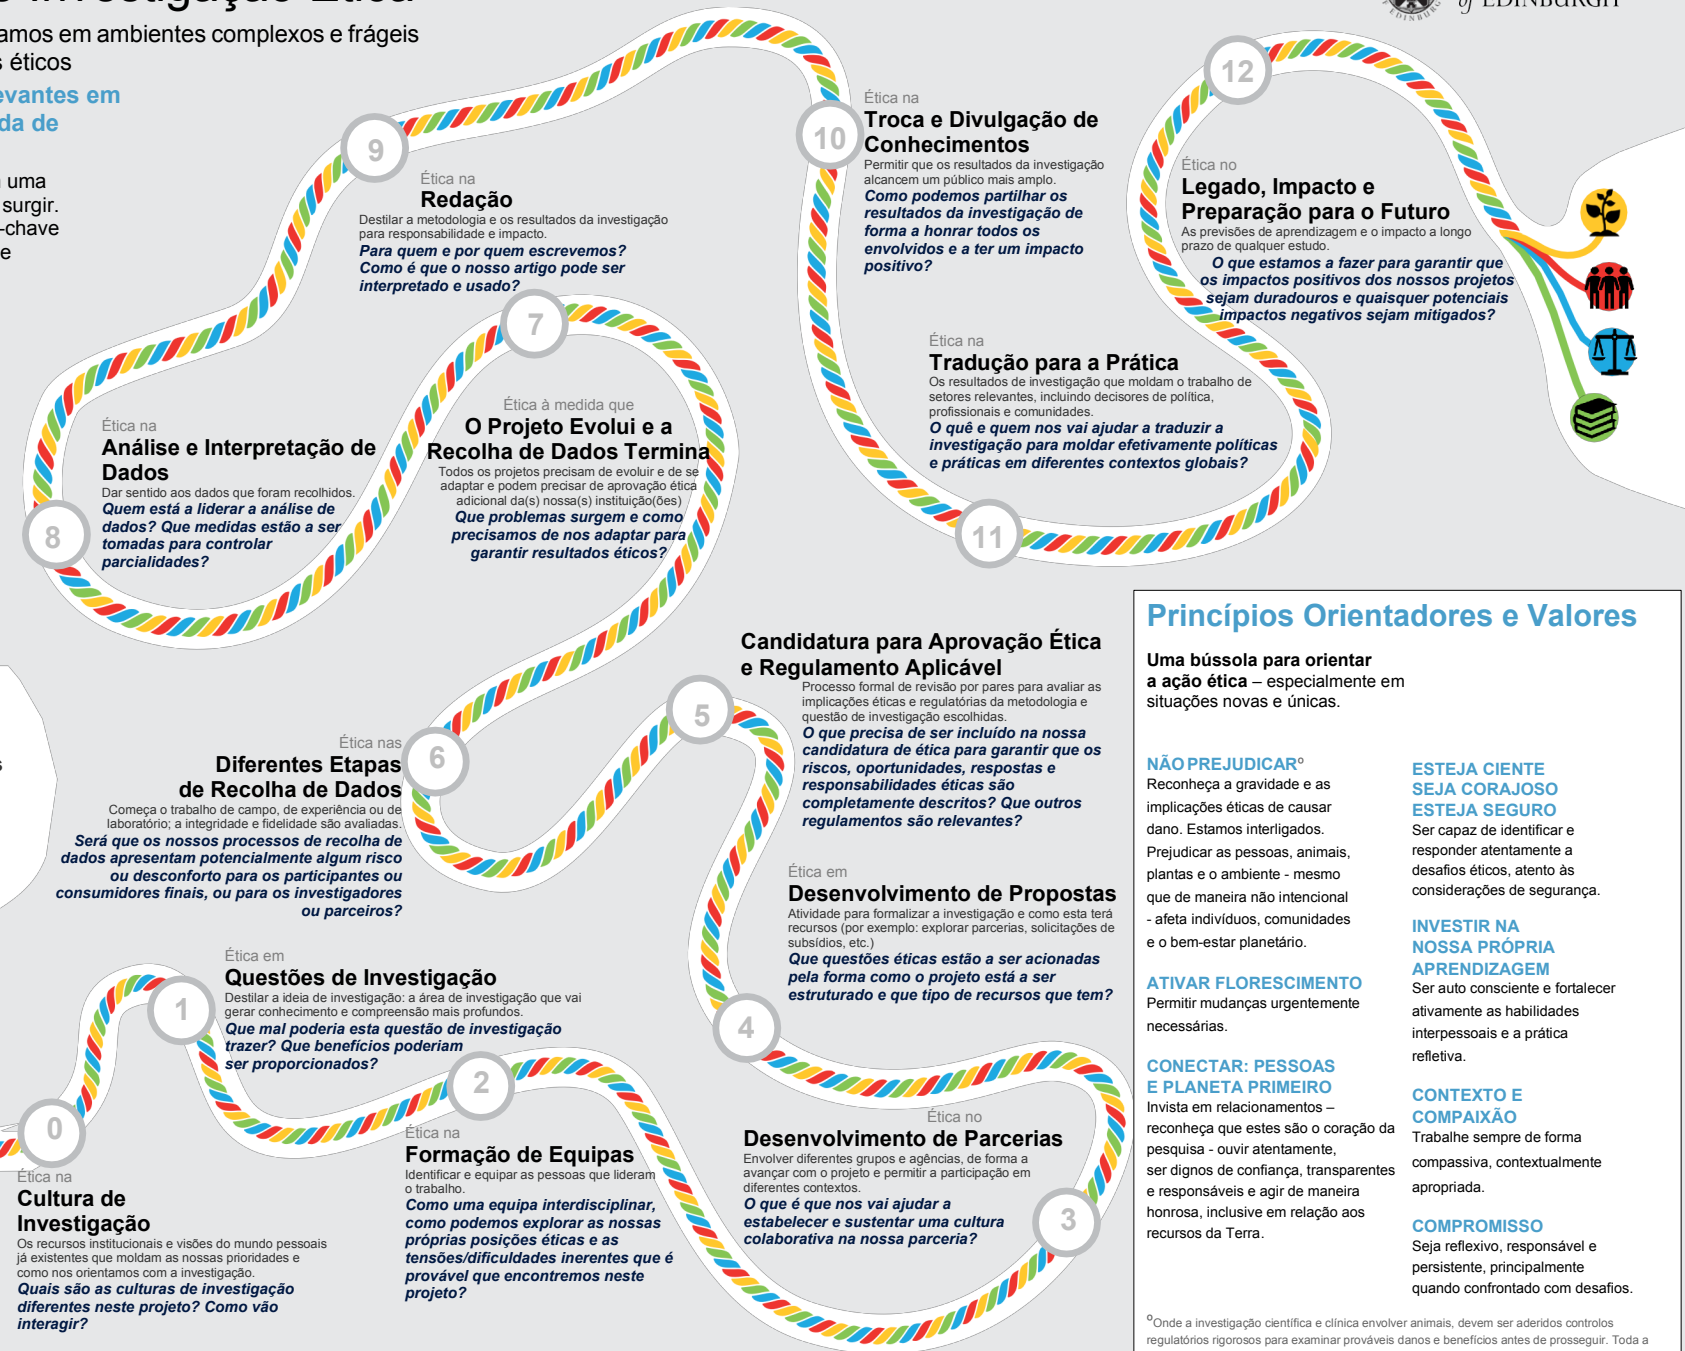 Investigação Ética
amos em ambientes complexos e frágeis
s éticos
evantes em
da de
uma
surgir.
-chave
e
of EDINBURGH
EDINBURG
9
Ética na
Redação
Destilar a metodologia e os resultados da investigação
para responsabilidade e impacto.
Para quem e por quem escrevemos?
Como é que o nosso artigo pode ser
interpretado e usado?
10
Ética na
Troca e Divulgação de
Conhecimentos
Permitir que os resultados da investigação
alcancem um público mais amplo.
Como podemos partilhar os
resultados da investigação de
forma a honrar todos os
envolvidos e a ter um impacto
positivo?
12
Ética no
Legado, Impacto e
Preparação para o Futuro
As previsões de aprendizagem e o impacto a longo
prazo de qualquer estudo.
O que estamos a fazer para garantir que
os impactos positivos dos nossos projetos
sejam duradouros e quaisquer potenciais
impactos negativos sejam mitigados?
7
Ética à medida que
O Projeto Evolui e a
Recolha de Dados Termina
Todos os projetos precisam de evoluir e de se
adaptar e podem precisar de aprovação ética
adicional da(s) nossa(s) instituição(ões)
Que problemas surgem e como
precisamos de nos adaptar para
garantir resultados éticos?
Ética na
Tradução para a Prática
Os resultados de investigação que moldam o trabalho de
setores relevantes, incluindo decisores de política,
profissionais e comunidades.
O quê e quem nos vai ajudar a traduzir a
investigação para moldar efetivamente políticas
e práticas em diferentes contextos globais?
11
Ética na
Análise e Interpretação de
Dados
Dar sentido aos dados que foram recolhidos.
Quem está a liderar a análise de
dados? Que medidas estão a ser
tomadas para controlar
parcialidades?
8
s
Candidatura para Aprovação Ética
e Regulamento Aplicável
Processo formal de revisão por pares para avaliar as
implicações éticas e regulatórias da metodologia e
questão de investigação escolhidas.
O que precisa de ser incluído na nossa
candidatura de ética para garantir que os
riscos, oportunidades, respostas e
responsabilidades éticas são
completamente descritos? Que outros
regulamentos são relevantes?
5
6
Ética nas
Diferentes Etapas
de Recolha de Dados
Começa o trabalho de campo, de experiência ou de
laboratório; a integridade e fidelidade são avaliadas.
Será que os nossos processos de recolha de
dados apresentam potencialmente algum risco
ou desconforto para os participantes ou
consumidores finais, ou para os investigadores
ou parceiros?
Ética em
Desenvolvimento de Propostas
Atividade para formalizar a investigação e como esta terá
recursos (por exemplo: explorar parcerias, solicitações de
subsídios, etc.)
Que questões éticas estão a ser acionadas
pela forma como o projeto está a ser
estruturado e que tipo de recursos que tem?
4
Ética em
Questões de Investigação
Destilar a ideia de investigação: a área de investigação que vai
gerar conhecimento e compreensão mais profundos.
Que mal poderia esta questão de investigação
trazer? Que benefícios poderiam
ser proporcionados?
1
2
Ética na
Formação de Equipas
Identificar e equipar as pessoas que lideram
o trabalho.
Como uma equipa interdisciplinar,
como podemos explorar as nossas
próprias posições éticas e as
tensões/dificuldades inerentes que é
provável que encontremos neste
projeto?
Ética no
Desenvolvimento de Parcerias
Envolver diferentes grupos e agências, de forma a
avançar com o projeto e permitir a participação em
diferentes contextos.
O que é que nos vai ajudar a
estabelecer e sustentar uma cultura
colaborativa na nossa parceria?
3
0
Ética na
Cultura de
Investigação
Os recursos institucionais e visões do mundo pessoais
já existentes que moldam as nossas prioridades e
como nos orientamos com a investigação.
Quais são as culturas de investigação
diferentes neste projeto? Como vão
interagir?
Princípios Orientadores e Valores
Uma bússola para orientar
a ação ética – especialmente em
situações novas e únicas.
NÃO PREJUDICARº
Reconheça a gravidade e as
implicações éticas de causar
dano. Estamos interligados.
Prejudicar as pessoas, animais,
plantas e o ambiente - mesmo
que de maneira não intencional
- afeta indivíduos, comunidades
e o bem-estar planetário.
ATIVAR FLORESCIMENTO
Permitir mudanças urgentemente
necessárias.
CONECTAR: PESSOAS
E PLANETA PRIMEIRO
Invista em relacionamentos –
reconheça que estes são o coração da
pesquisa - ouvir atentamente,
ser dignos de confiança, transparentes
e responsáveis e agir de maneira
honrosa, inclusive em relação aos
recursos da Terra.
ESTEJA CIENTE
SEJA CORAJOSO
ESTEJA SEGURO
Ser capaz de identificar e
responder atentamente a
desafios éticos, atento às
considerações de segurança.
INVESTIR NA
NOSSA PRÓPRIA
APRENDIZAGEM
Ser auto consciente e fortalecer
ativamente as habilidades
interpessoais e a prática
refletiva.
CONTEXTO E
COMPAIXÃO
Trabalhe sempre de forma
compassiva, contextualmente
apropriada.
COMPROMISSO
Seja reflexivo, responsável e
persistente, principalmente
quando confrontado com desafios.
ºOnde a investigação científica e clínica envolver animais, devem ser aderidos controlos
regulatórios rigorosos para examinar prováveis danos e benefícios antes de prosseguir. Toda a